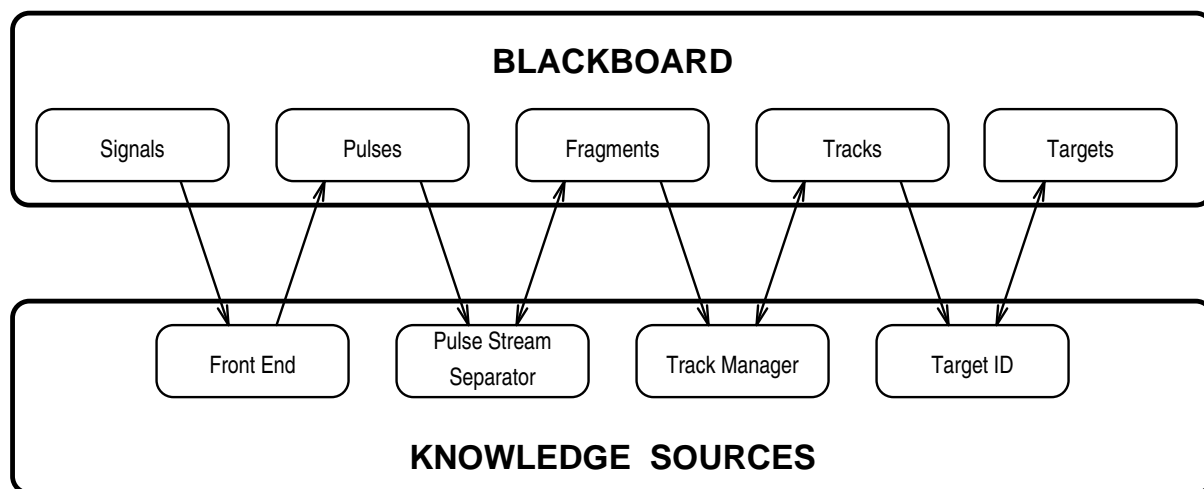 BLACKBOARD
Signals
Pulses
Fragments
Tracks
Targets
Front End
Pulse Stream
Separator
Track Manager
Target ID
KNOWLEDGE SOURCES